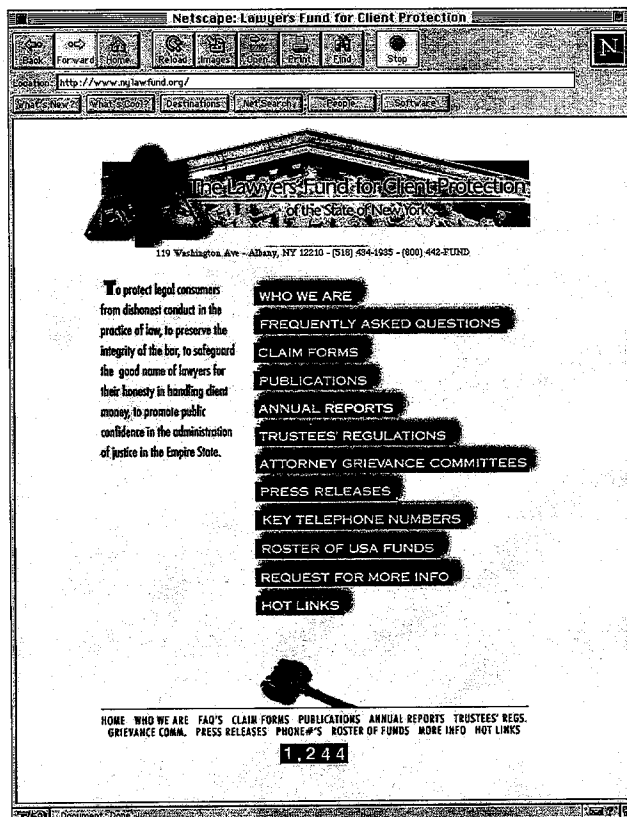 Netscape: Lawyers Fund for Client Protection
Back Forward Home Reload Images Open Print Find Stop
N
Location: http://www.nylawfund.org/
What's New? What's Cool? Destinations Net Search People Software
The Lawyers' Fund for Client Protection
of the State of New York
119 Washington Ave - Albany, NY 12210 - (518) 434-1935 - (800) 442-FUND
To protect legal consumers
from dishonest conduct in the
practice of law, to preserve the
integrity of the bar, to safeguard
the good name of lawyers for
their honesty in handling client
money, to promote public
confidence in the administration
of justice in the Empire State.
WHO WE ARE
FREQUENTLY ASKED QUESTIONS
CLAIM FORMS
PUBLICATIONS
ANNUAL REPORTS
TRUSTEES' REGULATIONS
ATTORNEY GRIEVANCE COMMITTEES
PRESS RELEASES
KEY TELEPHONE NUMBERS
ROSTER OF USA FUNDS
REQUEST FOR MORE INFO
HOT LINKS
HOME WHO WE ARE FAQ'S CLAIM FORMS PUBLICATIONS ANNUAL REPORTS TRUSTEES' REGS.
GRIEVANCE COMM. PRESS RELEASES PHONE#'S ROSTER OF FUNDS MORE INFO HOT LINKS
1,244
Document: Done.